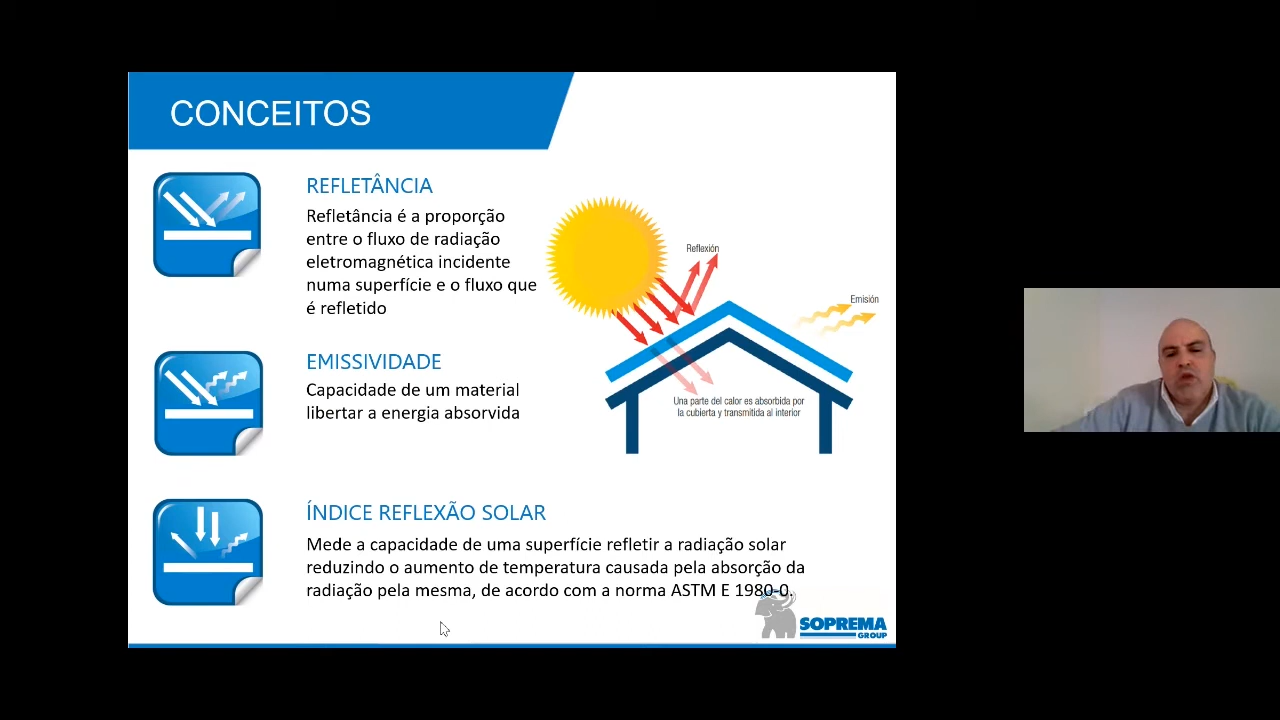 CONCEITOS
REFLETÂNCIA
Refletância é a proporção
entre o fluxo de radiação
eletromagnética incidente
numa superfície e o fluxo que
é refletido
Reflexión
Emisión
Una parte del calor es absorbida por
la cubierta y transmitida al interior
EMISSIVIDADE
Capacidade de um material
libertar a energia absorvida
ÍNDICE REFLEXÃO SOLAR
Mede a capacidade de uma superfície refletir a radiação solar
reduzindo o aumento de temperatura causada pela absorção da
radiação pela mesma, de acordo com a norma ASTM E 1980-0.
SOPREMA
GROUP